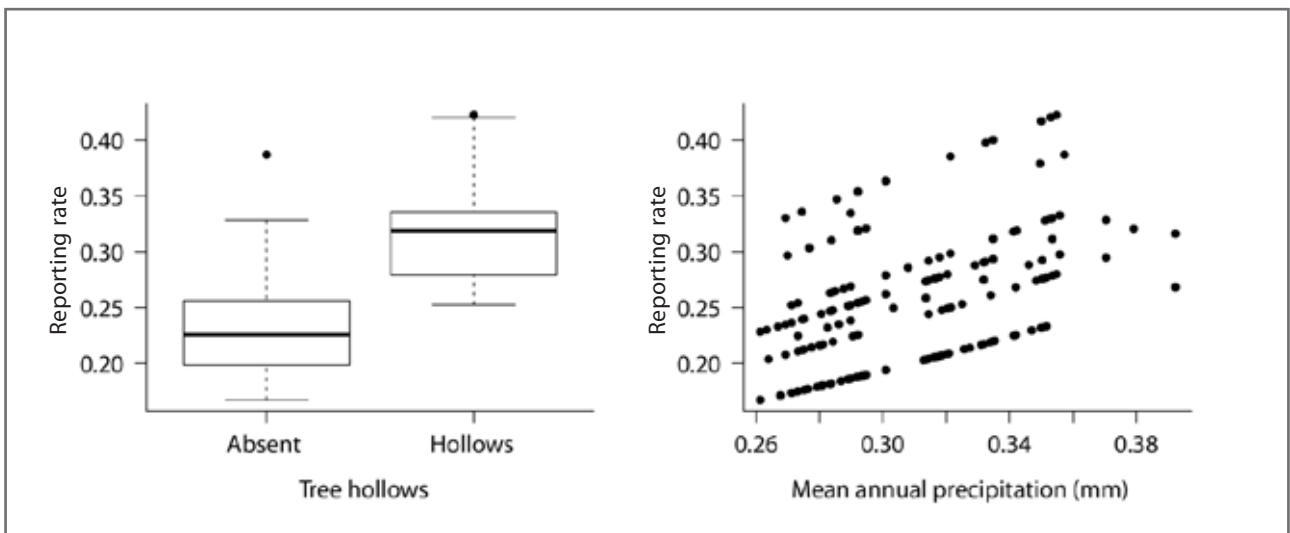 Reporting rate
0.40
0.35
0.30
0.25
0.20
Absent
Hollows
Tree hollows
Reporting rate
0.40
0.35
0.30
0.25
0.20
0.26
0.30
0.34
0.38
Mean annual precipitation (mm)